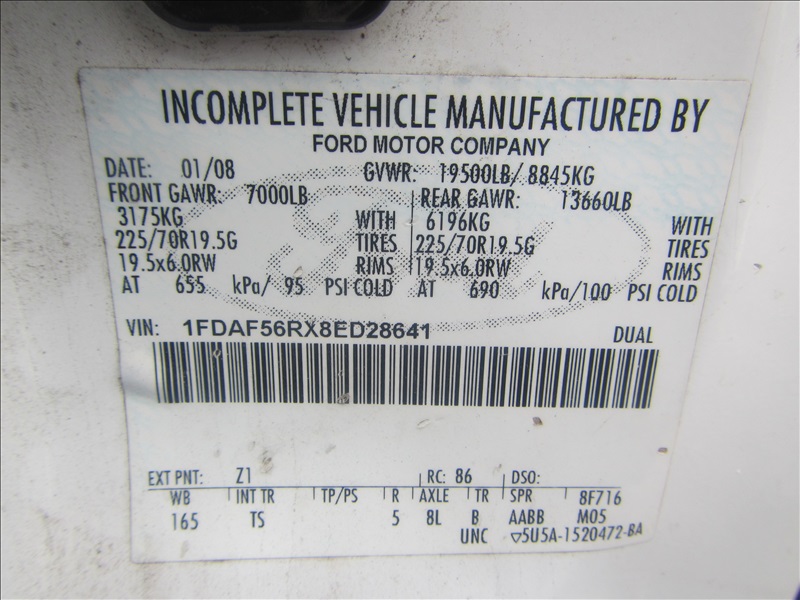 INCOMPLETE VEHICLE MANUFACTURED BY
FORD MOTOR COMPANY
DATE: 01/08 GVWR: 19500LB/ 8845KG
FRONT GAWR: 7000LB REAR GAWR: 13660LB
3175KG WITH 6196KG WITH
225/70R19.5G TIRES 225/70R19.5G TIRES
19.5x6.0RW RIMS 19.5x6.0RW RIMS
AT 655 kPa/ 95 PSI COLD AT 690 kPa/100 PSI COLD
VIN: 1FDAF56RX8ED28641 DUAL
EXT PNT: Z1 RC: 86 DSO:
WB INT TR TP/PS R AXLE TR SPR 8F716
165 TS 5 8L B AABB M05
UNC ▽5U5A-1520472-BA